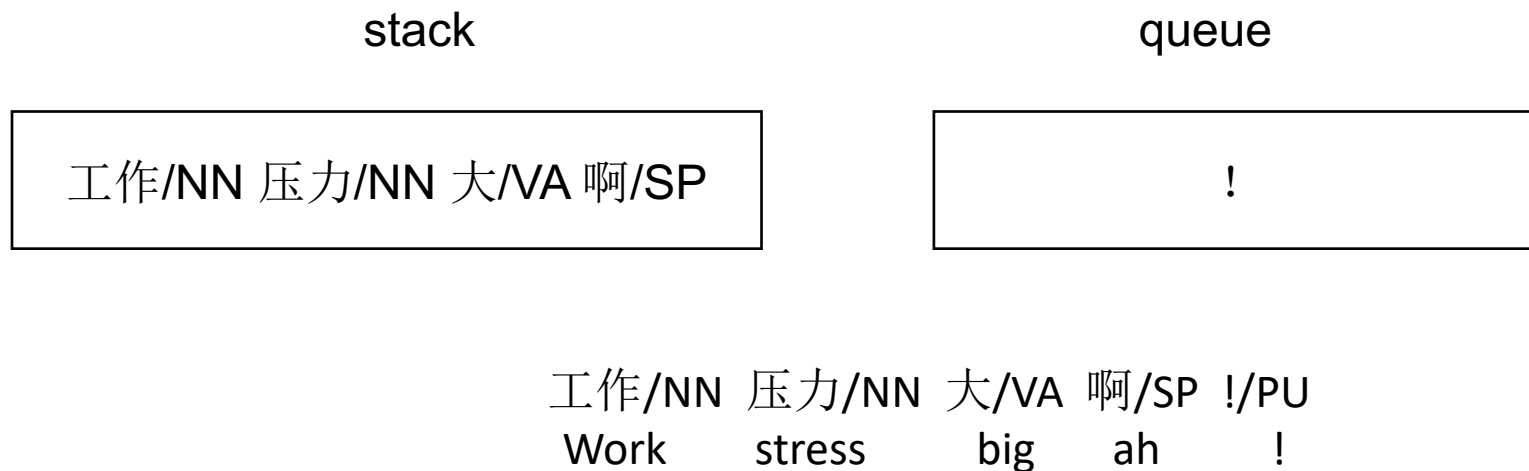 stack queue
工作/NN 压力/NN 大/VA 啊/SP !
工作/NN 压力/NN 大/VA 啊/SP !/PU
Work stress big ah !